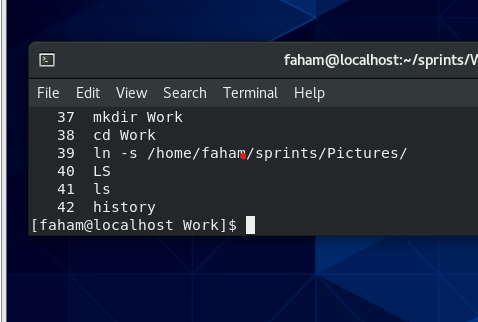 faham@localhost:~/sprints/W
File Edit View Search Terminal Help
37 mkdir Work
38 cd Work
39 ln -s /home/faham/sprints/Pictures/
40 LS
41 ls
42 history
[faham@localhost Work]$